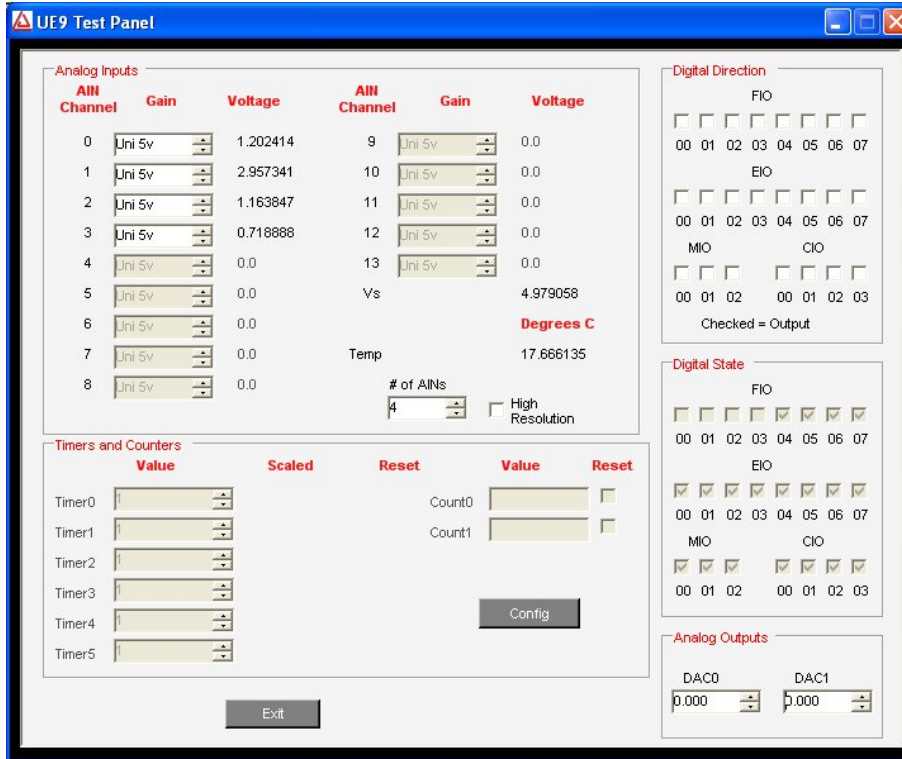 UE9 Test Panel
Analog Inputs
AIN Channel Gain Voltage AIN Channel Gain Voltage
0 Uni 5v 1.202414 9 Uni 5v 0.0
1 Uni 5v 2.957341 10 Uni 5v 0.0
2 Uni 5v 1.163847 11 Uni 5v 0.0
3 Uni 5v 0.718888 12 Uni 5v 0.0
4 Uni 5v 0.0 13 Uni 5v 0.0
5 Uni 5v 0.0 Vs 4.979058
6 Uni 5v 0.0 Degrees C
7 Uni 5v 0.0 Temp 17.666135
8 Uni 5v 0.0 # of AINs
4 High Resolution
Timers and Counters
Value Scaled Reset Value Reset
Timer0 1 Count0
Timer1 1 Count1
Timer2 1
Timer3 1
Timer4 1
Timer5 1
Config
Exit
Digital Direction
FIO
00 01 02 03 04 05 06 07
EIO
00 01 02 03 04 05 06 07
MIO CIO
00 01 02 00 01 02 03
Checked = Output
Digital State
FIO
00 01 02 03 04 05 06 07
EIO
00 01 02 03 04 05 06 07
MIO CIO
00 01 02 00 01 02 03
Analog Outputs
DAC0 DAC1
0.000 0.000